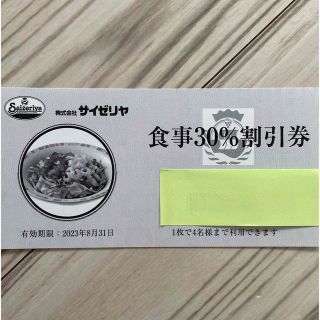 Saizeriya
株式会社 サイゼリヤ
食事30%割引券
有効期限：2023年8月31日
1枚で4名様まで利用できます